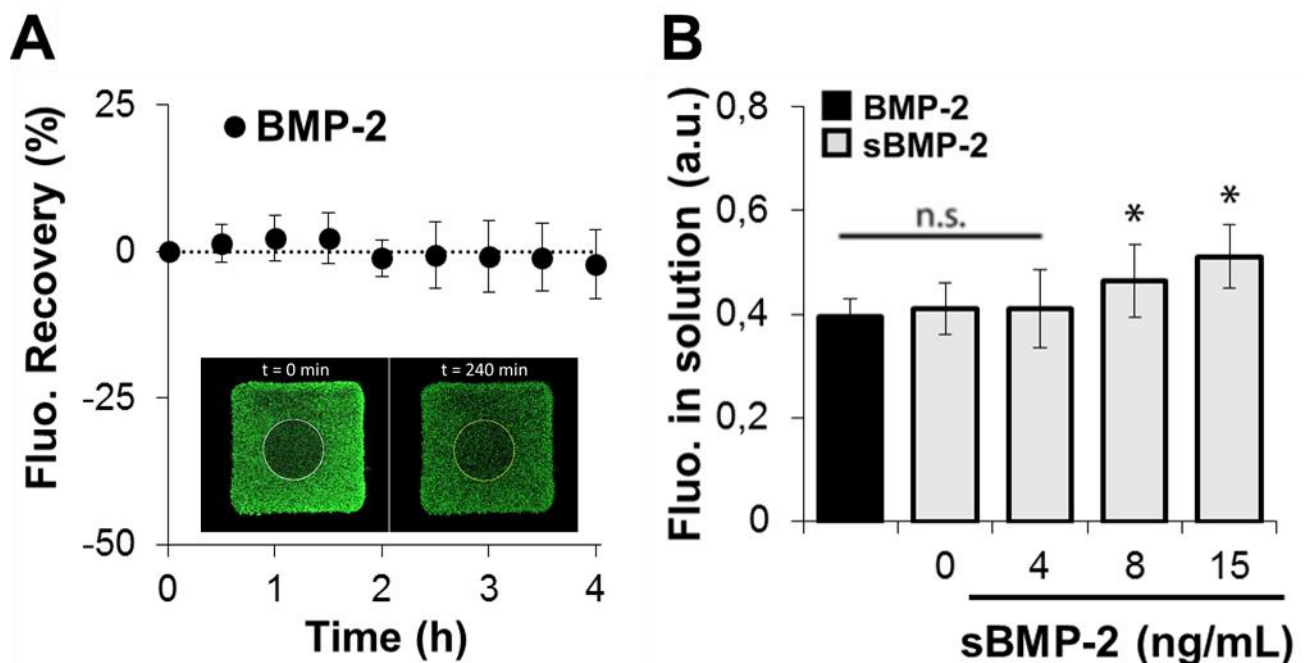 A
Fluo. Recovery (%)
25
0
-25
-50
BMP-2
t = 0 min
t = 240 min
0 1 2 3 4
Time (h)
B
Fluo. in solution (a.u.)
0,8
0,6
0,4
0,2
0
BMP-2
sBMP-2
n.s.
*
*
0 4 8 15
sBMP-2 (ng/mL)